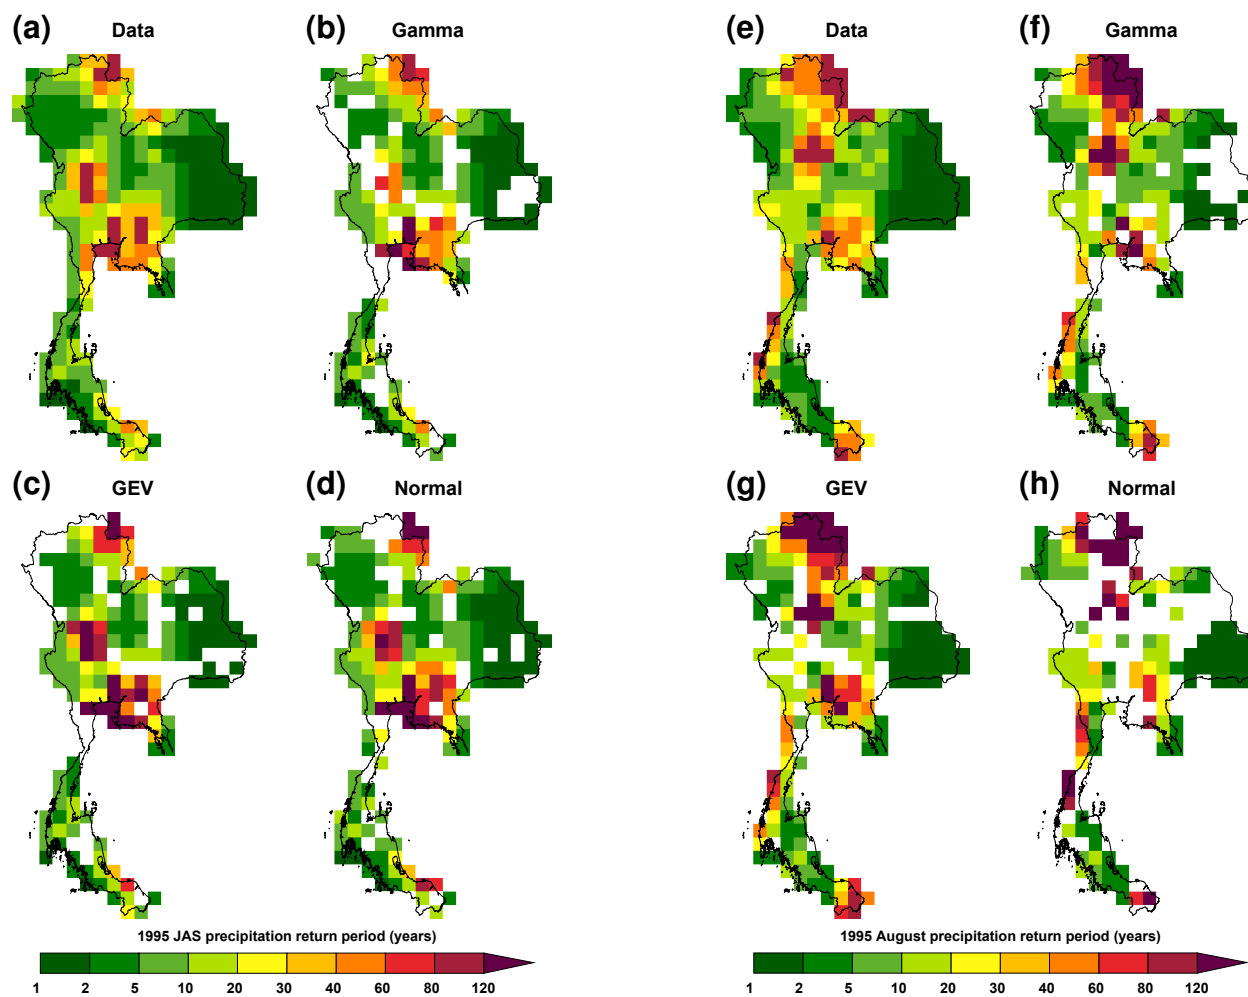 (a) Data (b) Gamma (e) Data (f) Gamma
(c) GEV (d) Normal (g) GEV (h) Normal
1995 JAS precipitation return period (years) 1995 August precipitation return period (years)
1 2 5 10 20 30 40 60 80 120 1 2 5 10 20 30 40 60 80 120